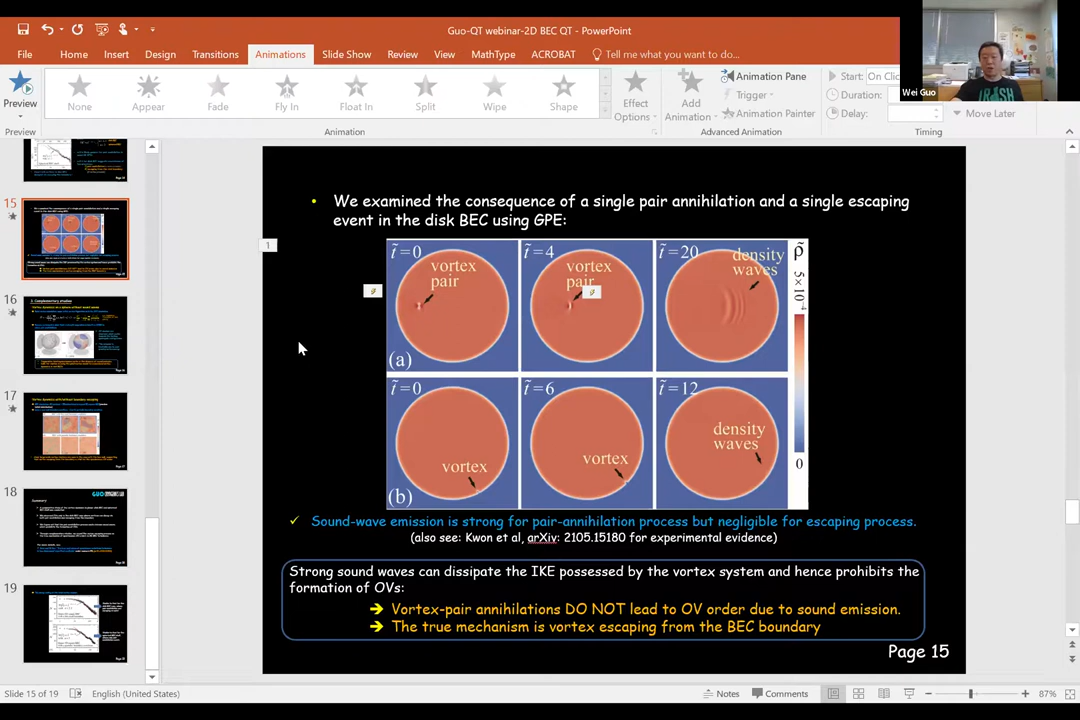 Guo-QT webinar-2D BEC QT - PowerPoint
File Home Insert Design Transitions Animations Slide Show Review View MathType ACROBAT Tell me what you want to do...
Preview
None
Appear
Fade
Fly In
Float In
Split
Wipe
Shape
Effect
Options
Add
Animation
Animation Pane
Trigger
Animation Painter
Start: On Clic
Duration:
Delay:
Move Later
Wei Guo
Preview
Animation
Advanced Animation
Timing
15
16
17
18
19
Summary
1
• We examined the consequence of a single pair annihilation and a single escaping
event in the disk BEC using GPE:
t̃=0
vortex
pair
(a)
t̃=4
vortex
pair
t̃=20
density
waves
ρ̃
5×10⁻⁴
0
t̃=0
vortex
(b)
t̃=6
vortex
t̃=12
density
waves
✓ Sound-wave emission is strong for pair-annihilation process but negligible for escaping process.
(also see: Kwon et al, arXiv: 2105.15180 for experimental evidence)
Strong sound waves can dissipate the IKE possessed by the vortex system and hence prohibits the
formation of OVs:
➔ Vortex-pair annihilations DO NOT lead to OV order due to sound emission.
➔ The true mechanism is vortex escaping from the BEC boundary
Page 15
Slide 15 of 19 English (United States) Notes Comments 87%